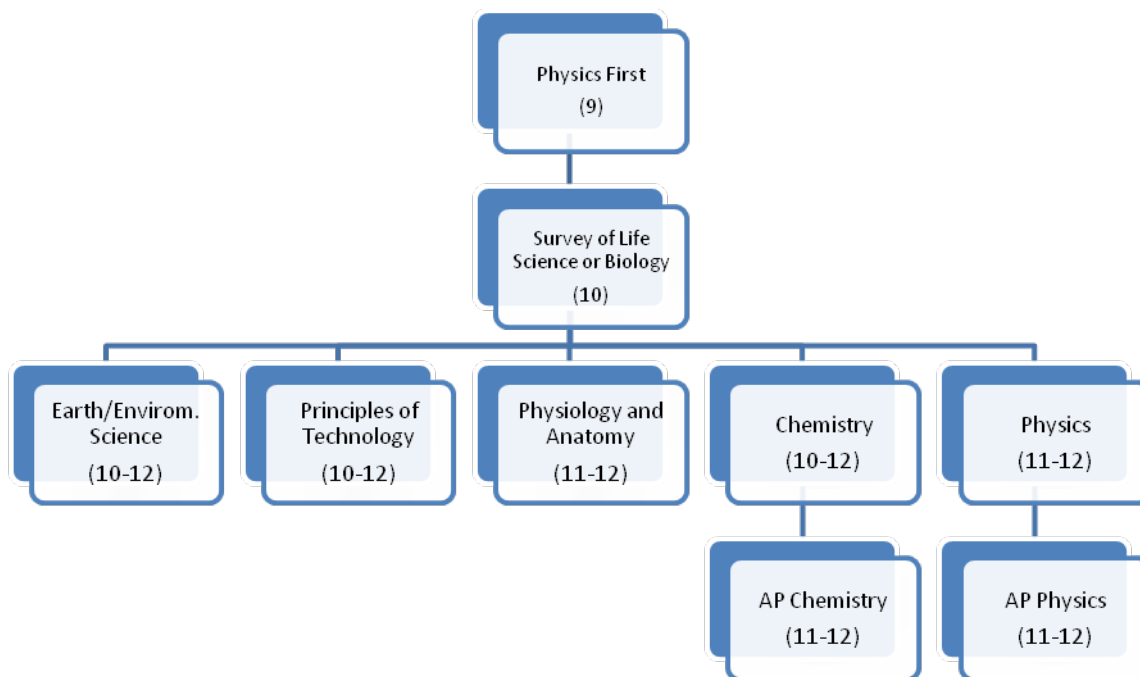 Physics First
(9)
Survey of Life
Science or Biology
(10)
Earth/Envirom.
Science
(10-12)
Principles of
Technology
(10-12)
Physiology and
Anatomy
(11-12)
Chemistry
(10-12)
Physics
(11-12)
AP Chemistry
(11-12)
AP Physics
(11-12)